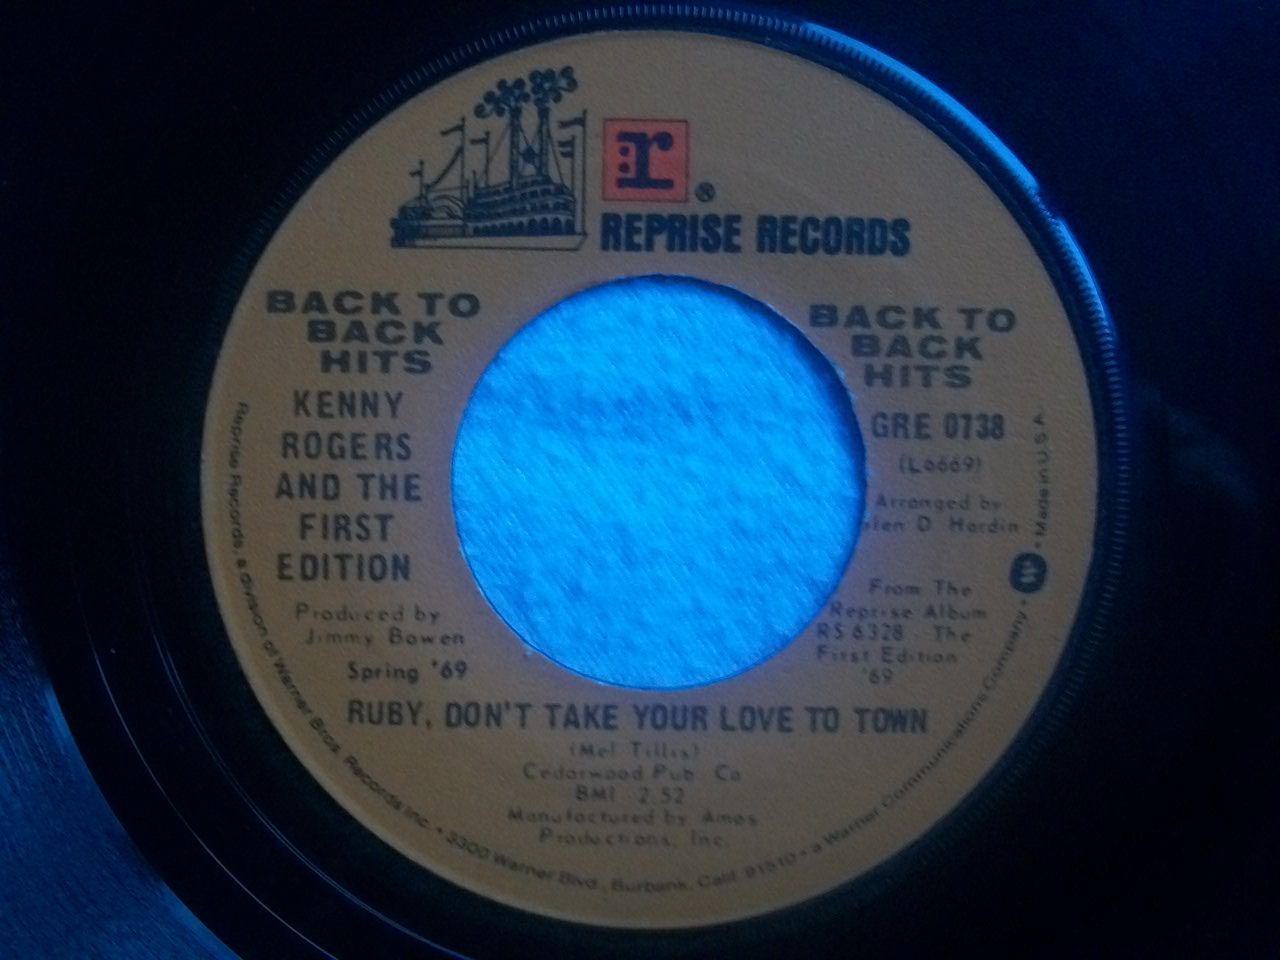 r ®
REPRISE RECORDS
BACK TO
BACK
HITS
KENNY
ROGERS
AND THE
FIRST
EDITION
Produced by
Jimmy Bowen
Spring '69
BACK TO
BACK
HITS
GRE 0738
(L6669)
Arranged by
len D Hardin
From The
Reprise Album
RS 6328 The
First Edition
'69
RUBY, DON'T TAKE YOUR LOVE TO TOWN
(Mel Tillis)
Cedarwood Pub. Co
BMI 2:52
Manufactured by Amos
Productions, Inc.
Reprise Records, a division of Warner Bros. Records Inc. • 3300 Warner Blvd., Burbank, Calif. 91510 • a Warner Communications Company • W • Made in U.S.A.